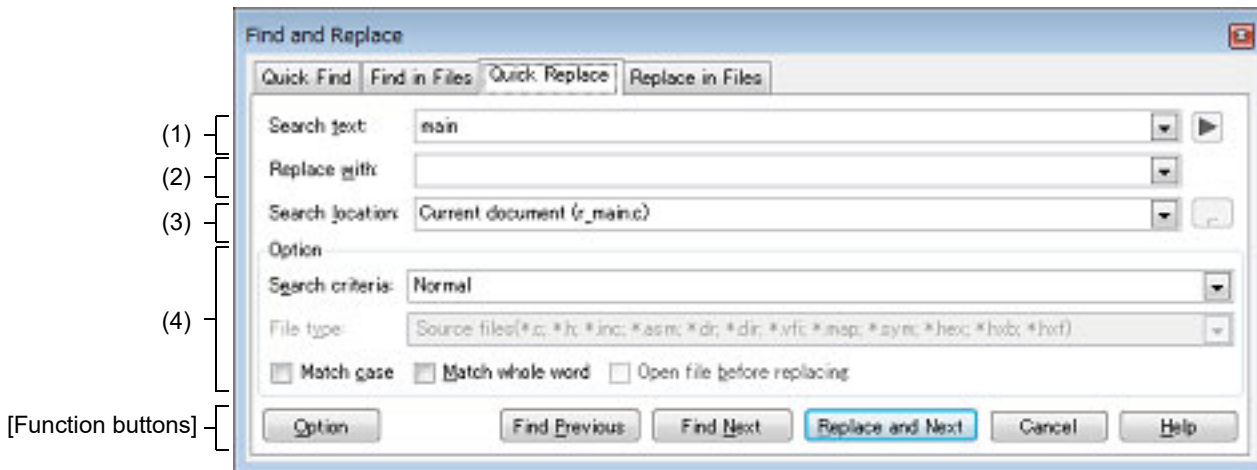 Find and Replace
Quick Find Find in Files Quick Replace Replace in Files
(1) Search text: main
(2) Replace with:
(3) Search location: Current document (r_main.c)
Option
Search criteria: Normal
(4) File type: Source files(*.c; *.h; *.inc; *.asm; *.dr; *.dir; *.vfi; *.map; *.sym; *.hex; *.hxb; *.hxf)
Match case Match whole word Open file before replacing
[Function buttons] Option Find Previous Find Next Replace and Next Cancel Help